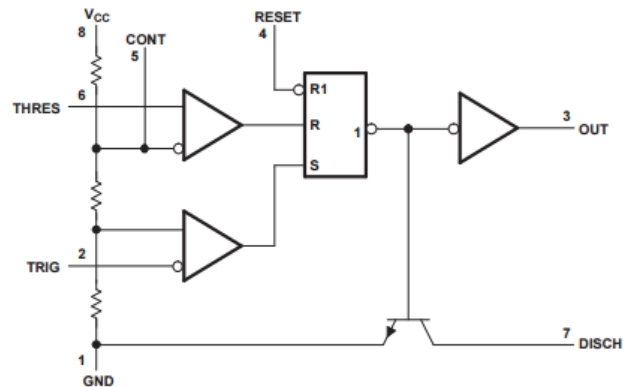 VCC
8
CONT
5
RESET
4
6
THRES
R1
R
S
1
3
OUT
2
TRIG
7
DISCH
1
GND